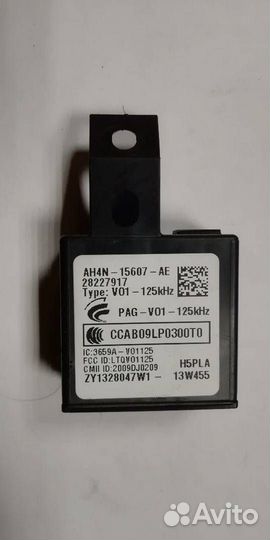 AH4N-15607-AE
28227917
Type: V01-125kHz
PAG-V01-125kHz
CCAB09LP0300T0
IC:3659A-V01125
FCC ID:LTQV01125 H5PLA
CMII ID:2009DJ0209
ZY1328047W1- 13W455
Avito